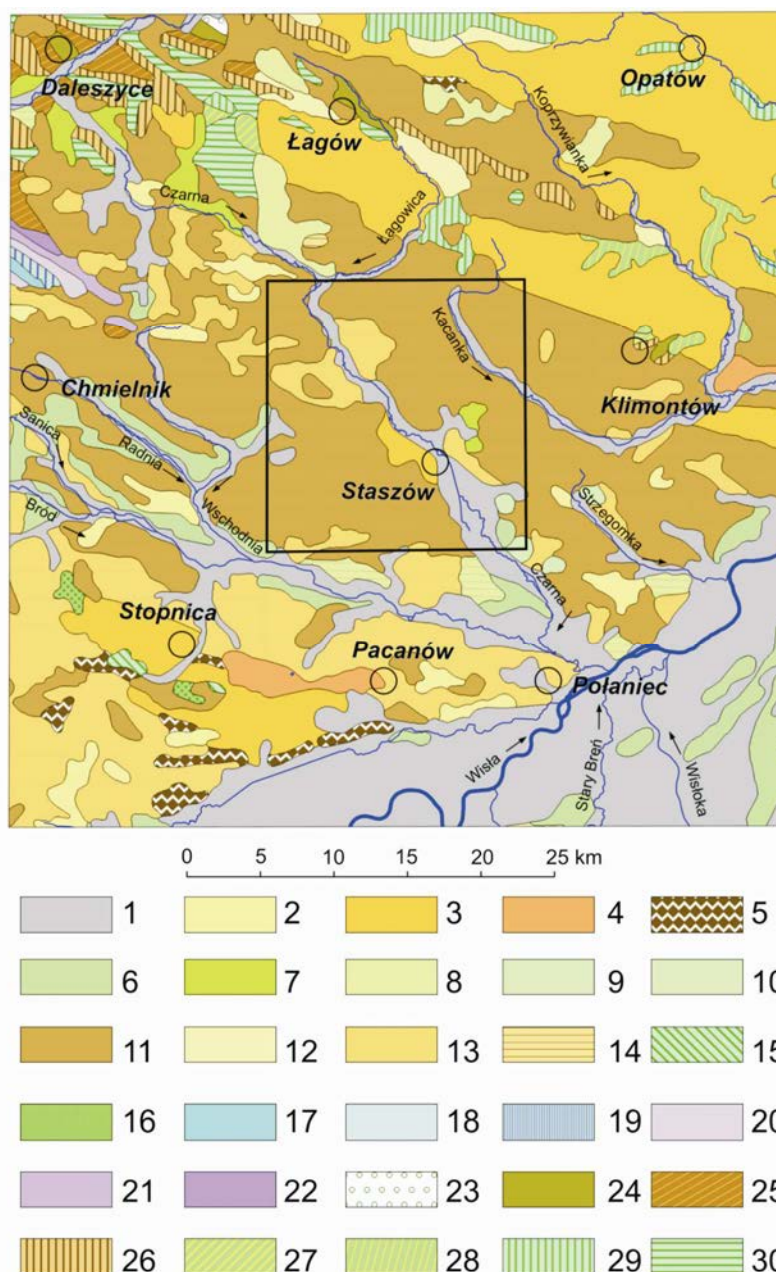 Daleszyce
Opatów
Łagów
Koprzywianka
Czarna
Łagowica
Kacanka
Chmielnik
Klimontów
Sanica
Radnia
Staszów
Bród
Wschodnia
Strzegomka
Czarna
Stopnica
Pacanów
Połaniec
Wisła
Stary Breń
Wisłoka
0 5 10 15 20 25 km
1 2 3 4 5
6 7 8 9 10
11 12 13 14 15
16 17 18 19 20
21 22 23 24 25
26 27 28 29 30